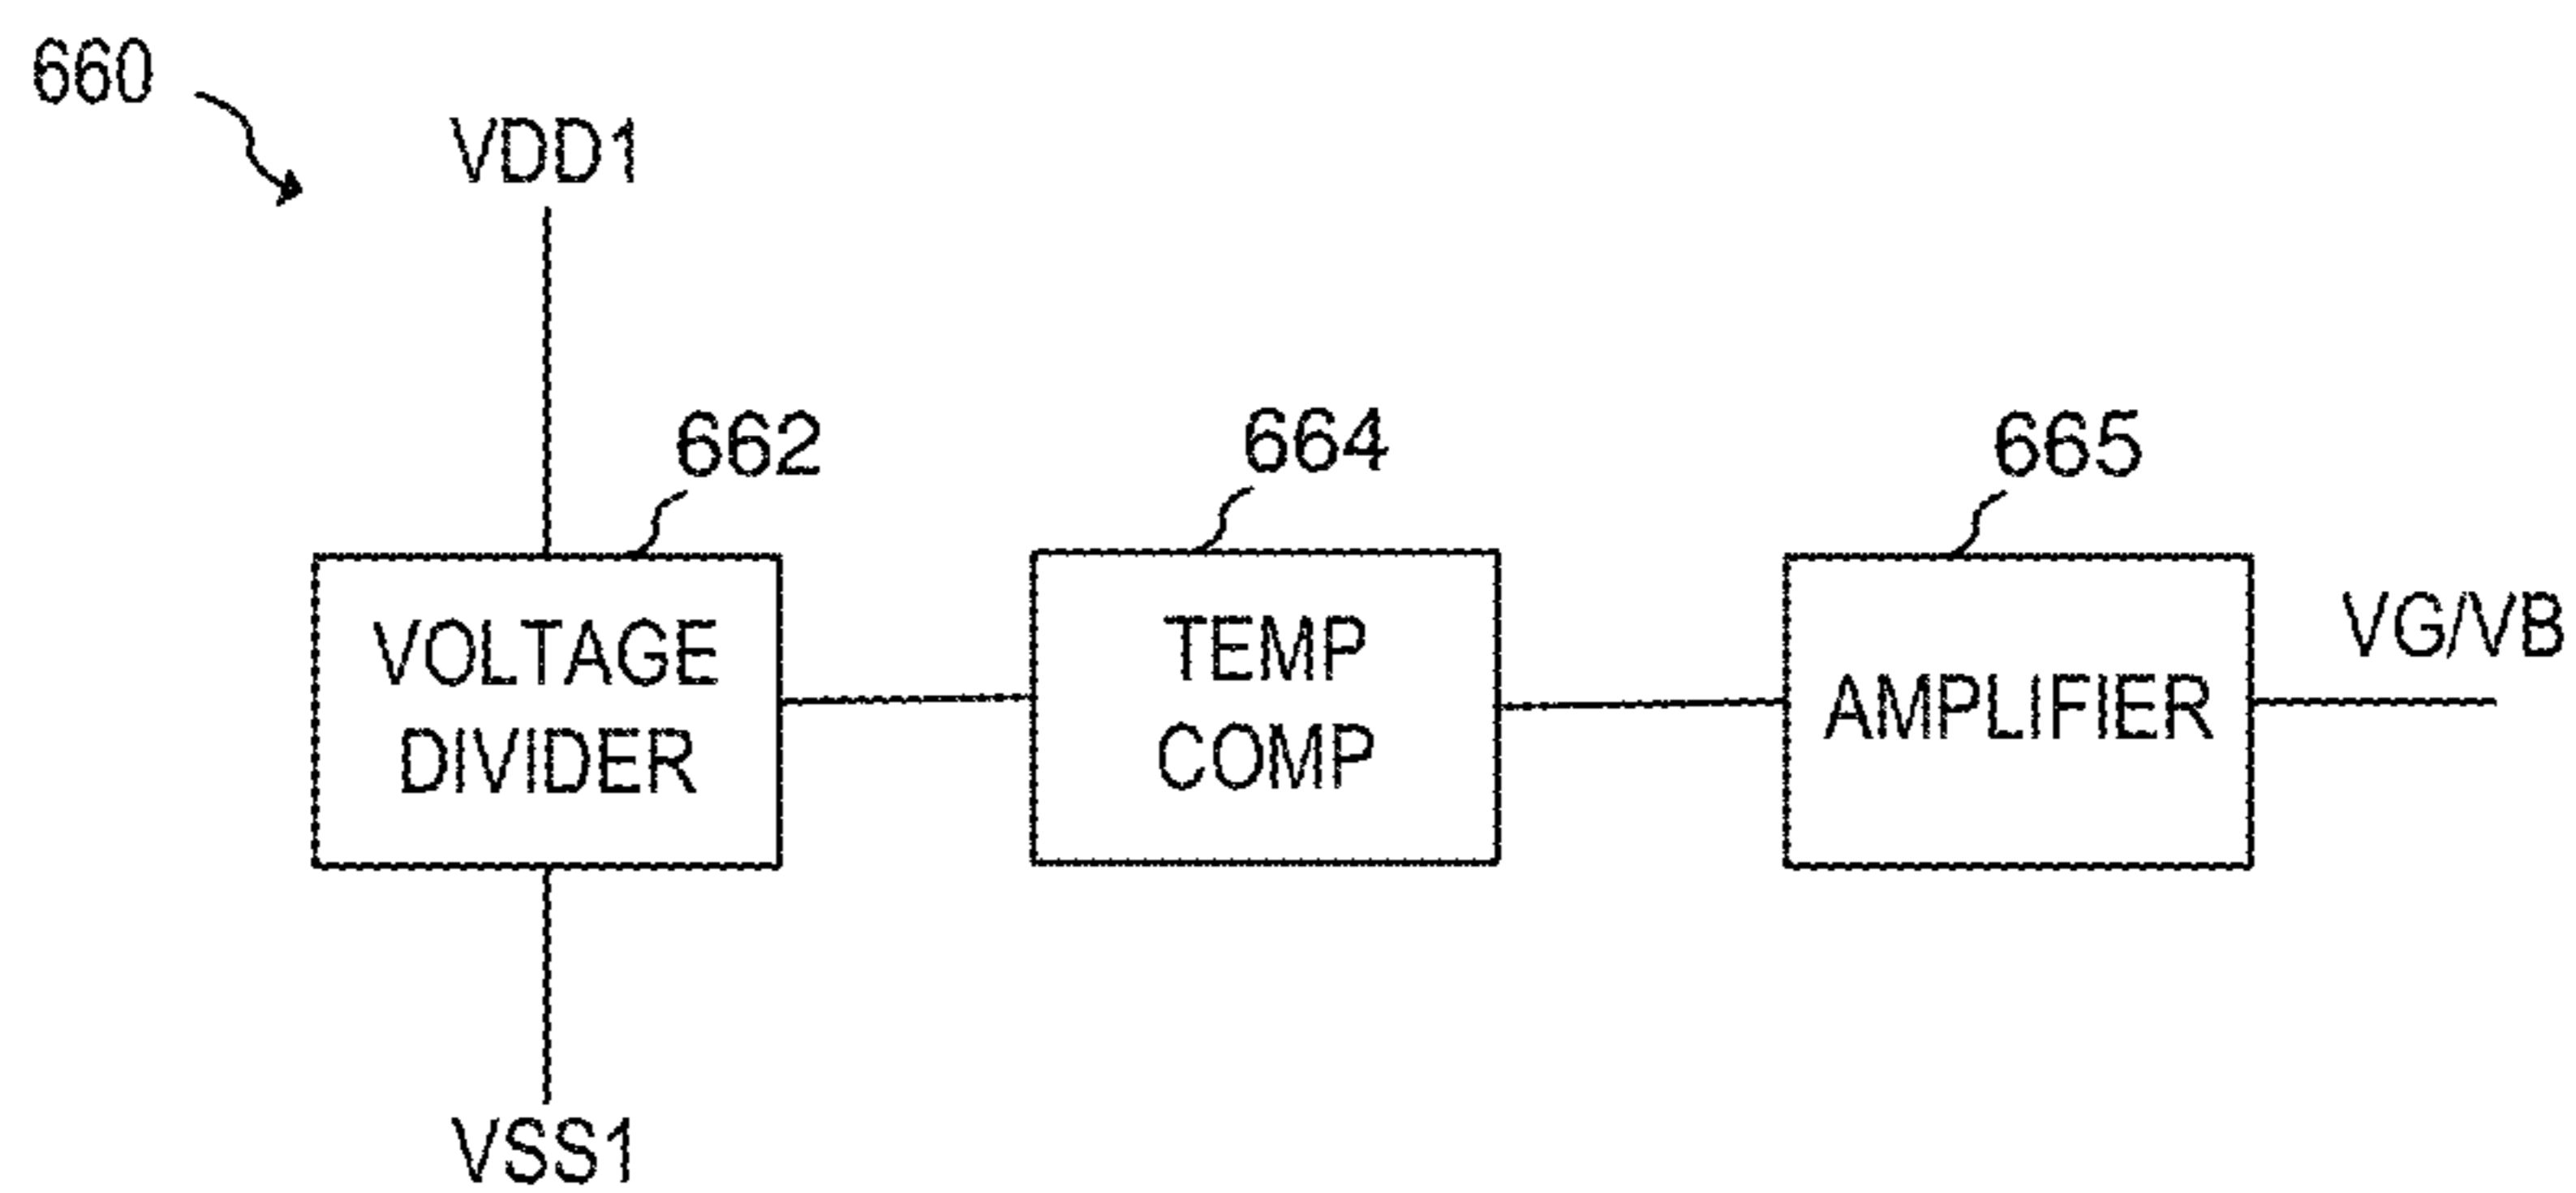 660
VDD1
662
664
665
VOLTAGE
DIVIDER
TEMP
COMP
AMPLIFIER
VG/VB
VSS1